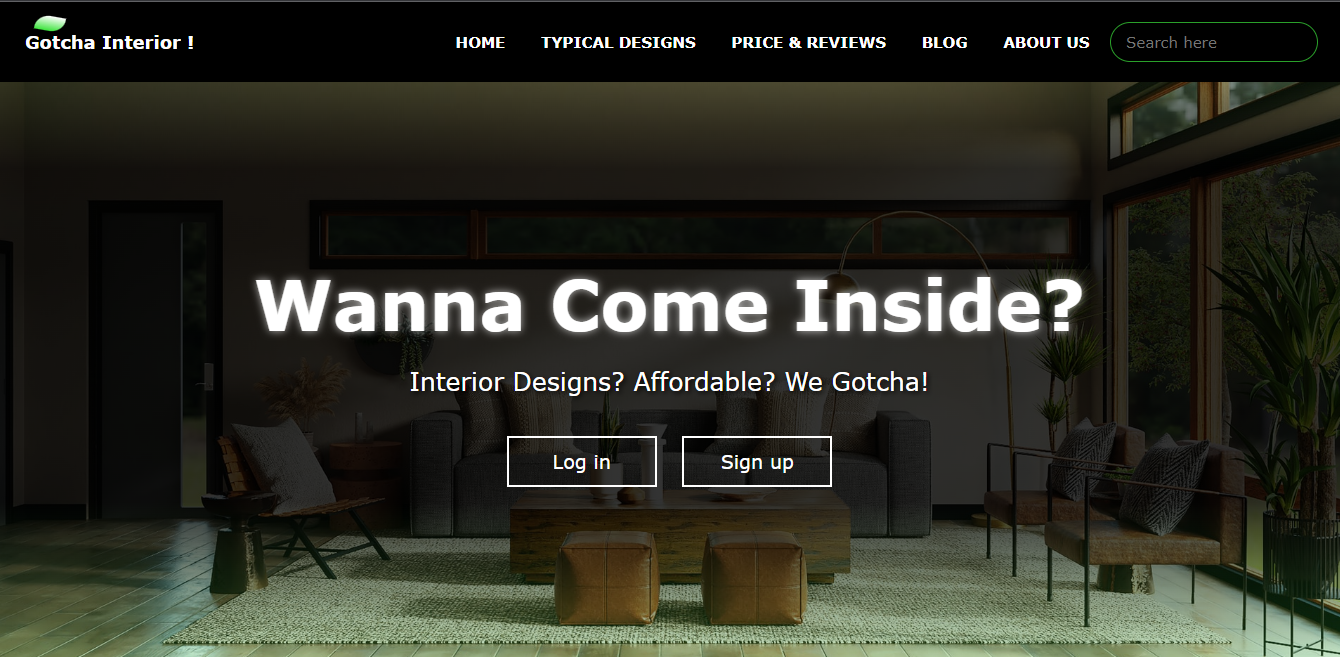 Gotcha Interior !
HOME TYPICAL DESIGNS PRICE & REVIEWS BLOG ABOUT US Search here
Wanna Come Inside?
Interior Designs? Affordable? We Gotcha!
Log in Sign up